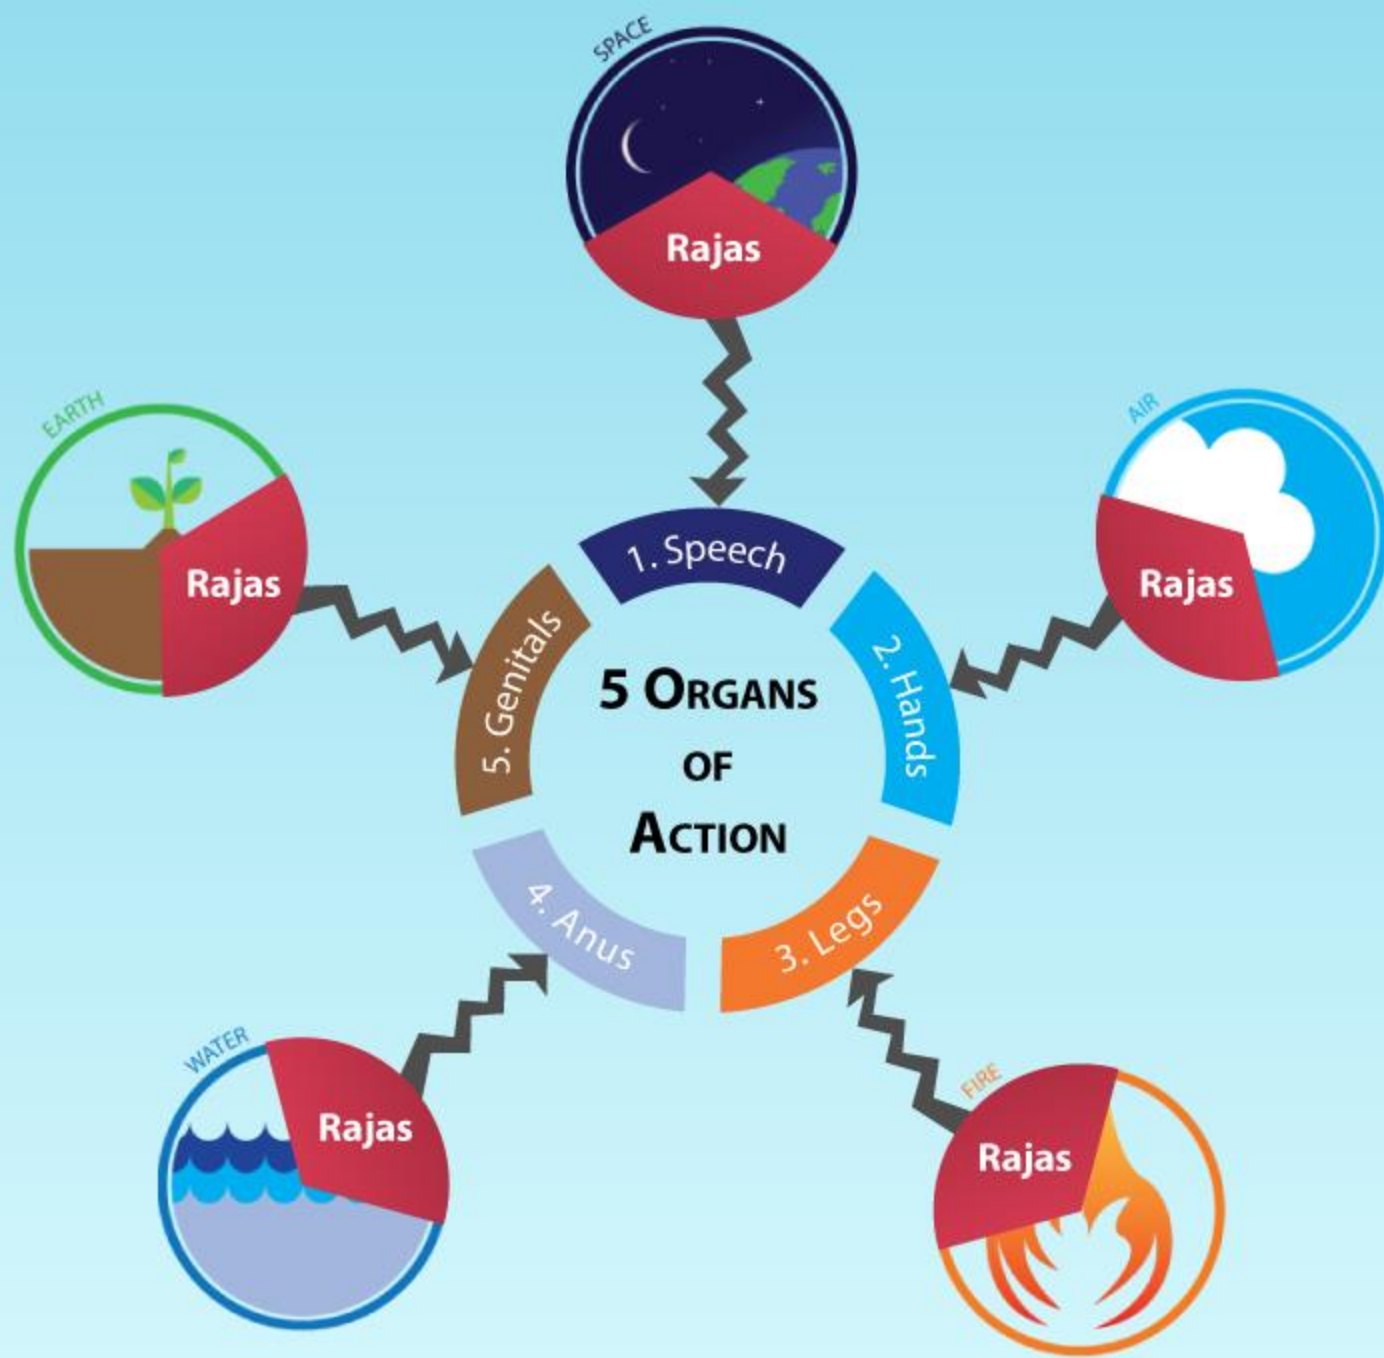 SPACE
Rajas
EARTH
Rajas
AIR
Rajas
1. Speech
2. Hands
3. Legs
4. Anus
5. Genitals
5 ORGANS
OF
ACTION
WATER
Rajas
FIRE
Rajas